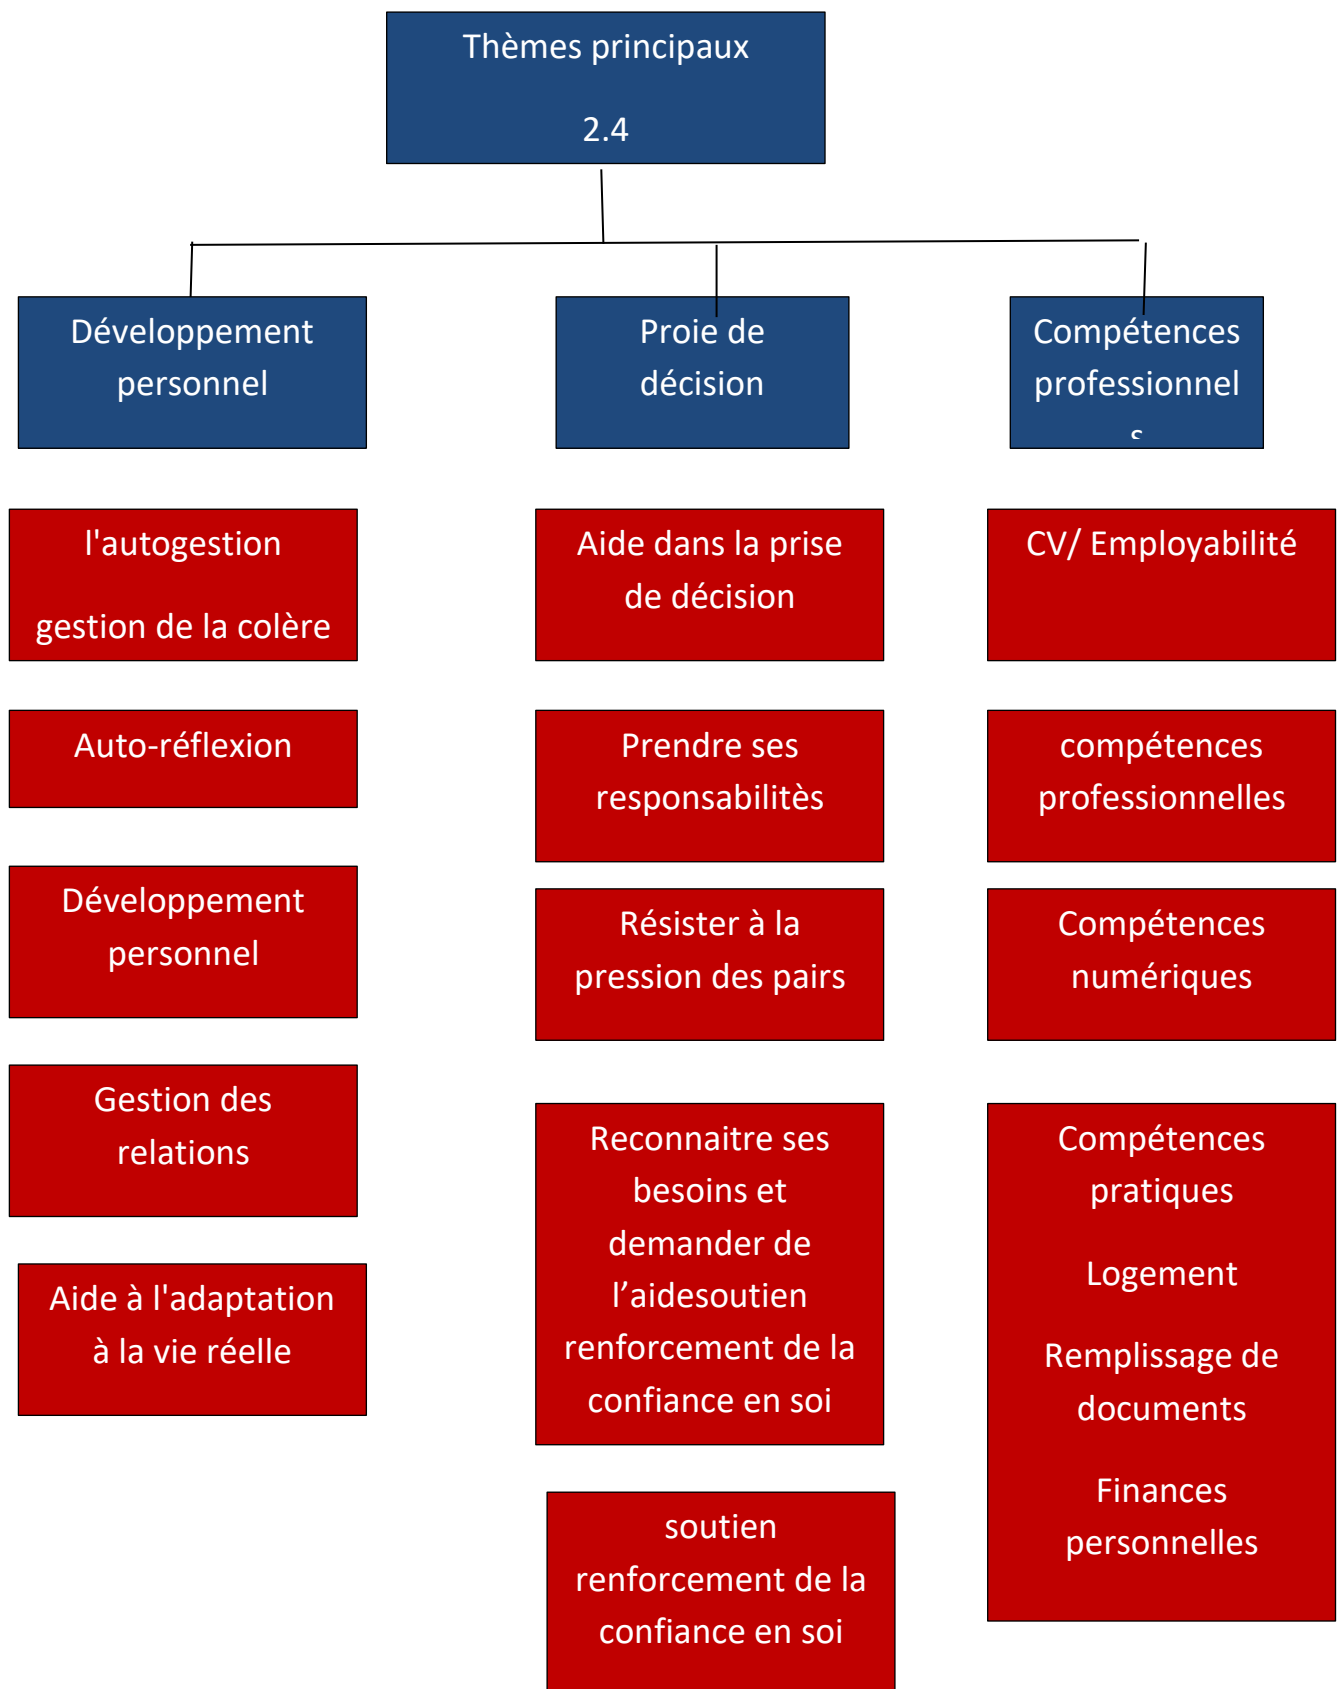 Thèmes principaux
2.4
Développement
personnel
Proie de
décision
Compétences
professionnel
s
l'autogestion
gestion de la colère
Auto-réflexion
Développement
personnel
Gestion des
relations
Aide à l'adaptation
à la vie réelle
Aide dans la prise
de décision
Prendre ses
responsabilitès
Résister à la
pression des pairs
Reconnaitre ses
besoins et
demander de
l’aidesoutien
renforcement de la
confiance en soi
soutien
renforcement de la
confiance en soi
CV/ Employabilité
compétences
professionnelles
Compétences
numériques
Compétences
pratiques
Logement
Remplissage de
documents
Finances
personnelles